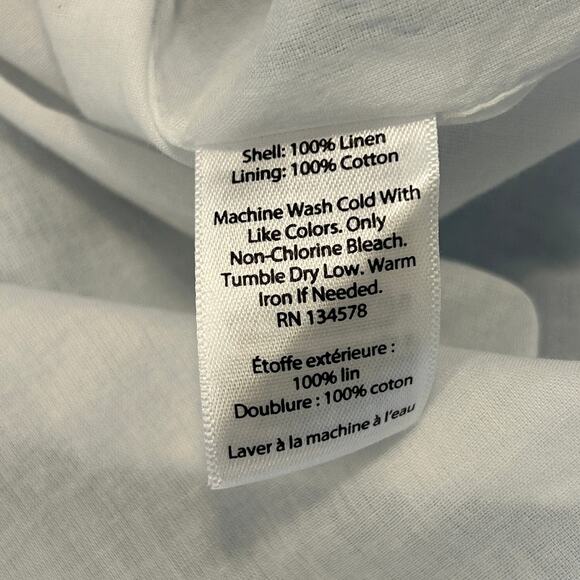 Shell: 100% Linen
Lining: 100% Cotton
Machine Wash Cold With
Like Colors. Only
Non-Chlorine Bleach.
Tumble Dry Low. Warm
Iron If Needed.
RN 134578
Étoffe extérieure :
100% lin
Doublure : 100% coton
Laver à la machine à l'eau